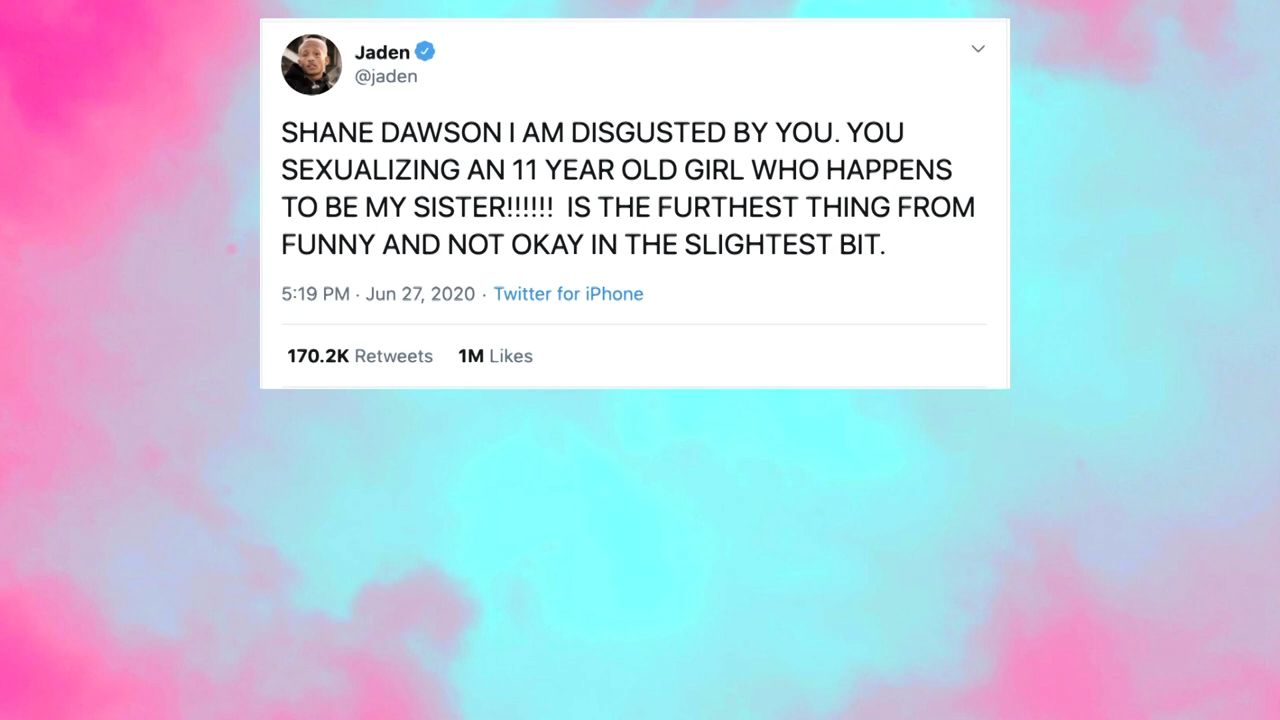 Jaden
@jaden
SHANE DAWSON I AM DISGUSTED BY YOU. YOU
SEXUALIZING AN 11 YEAR OLD GIRL WHO HAPPENS
TO BE MY SISTER!!!!!! IS THE FURTHEST THING FROM
FUNNY AND NOT OKAY IN THE SLIGHTEST BIT.
5:19 PM · Jun 27, 2020 · Twitter for iPhone
170.2K Retweets 1M Likes